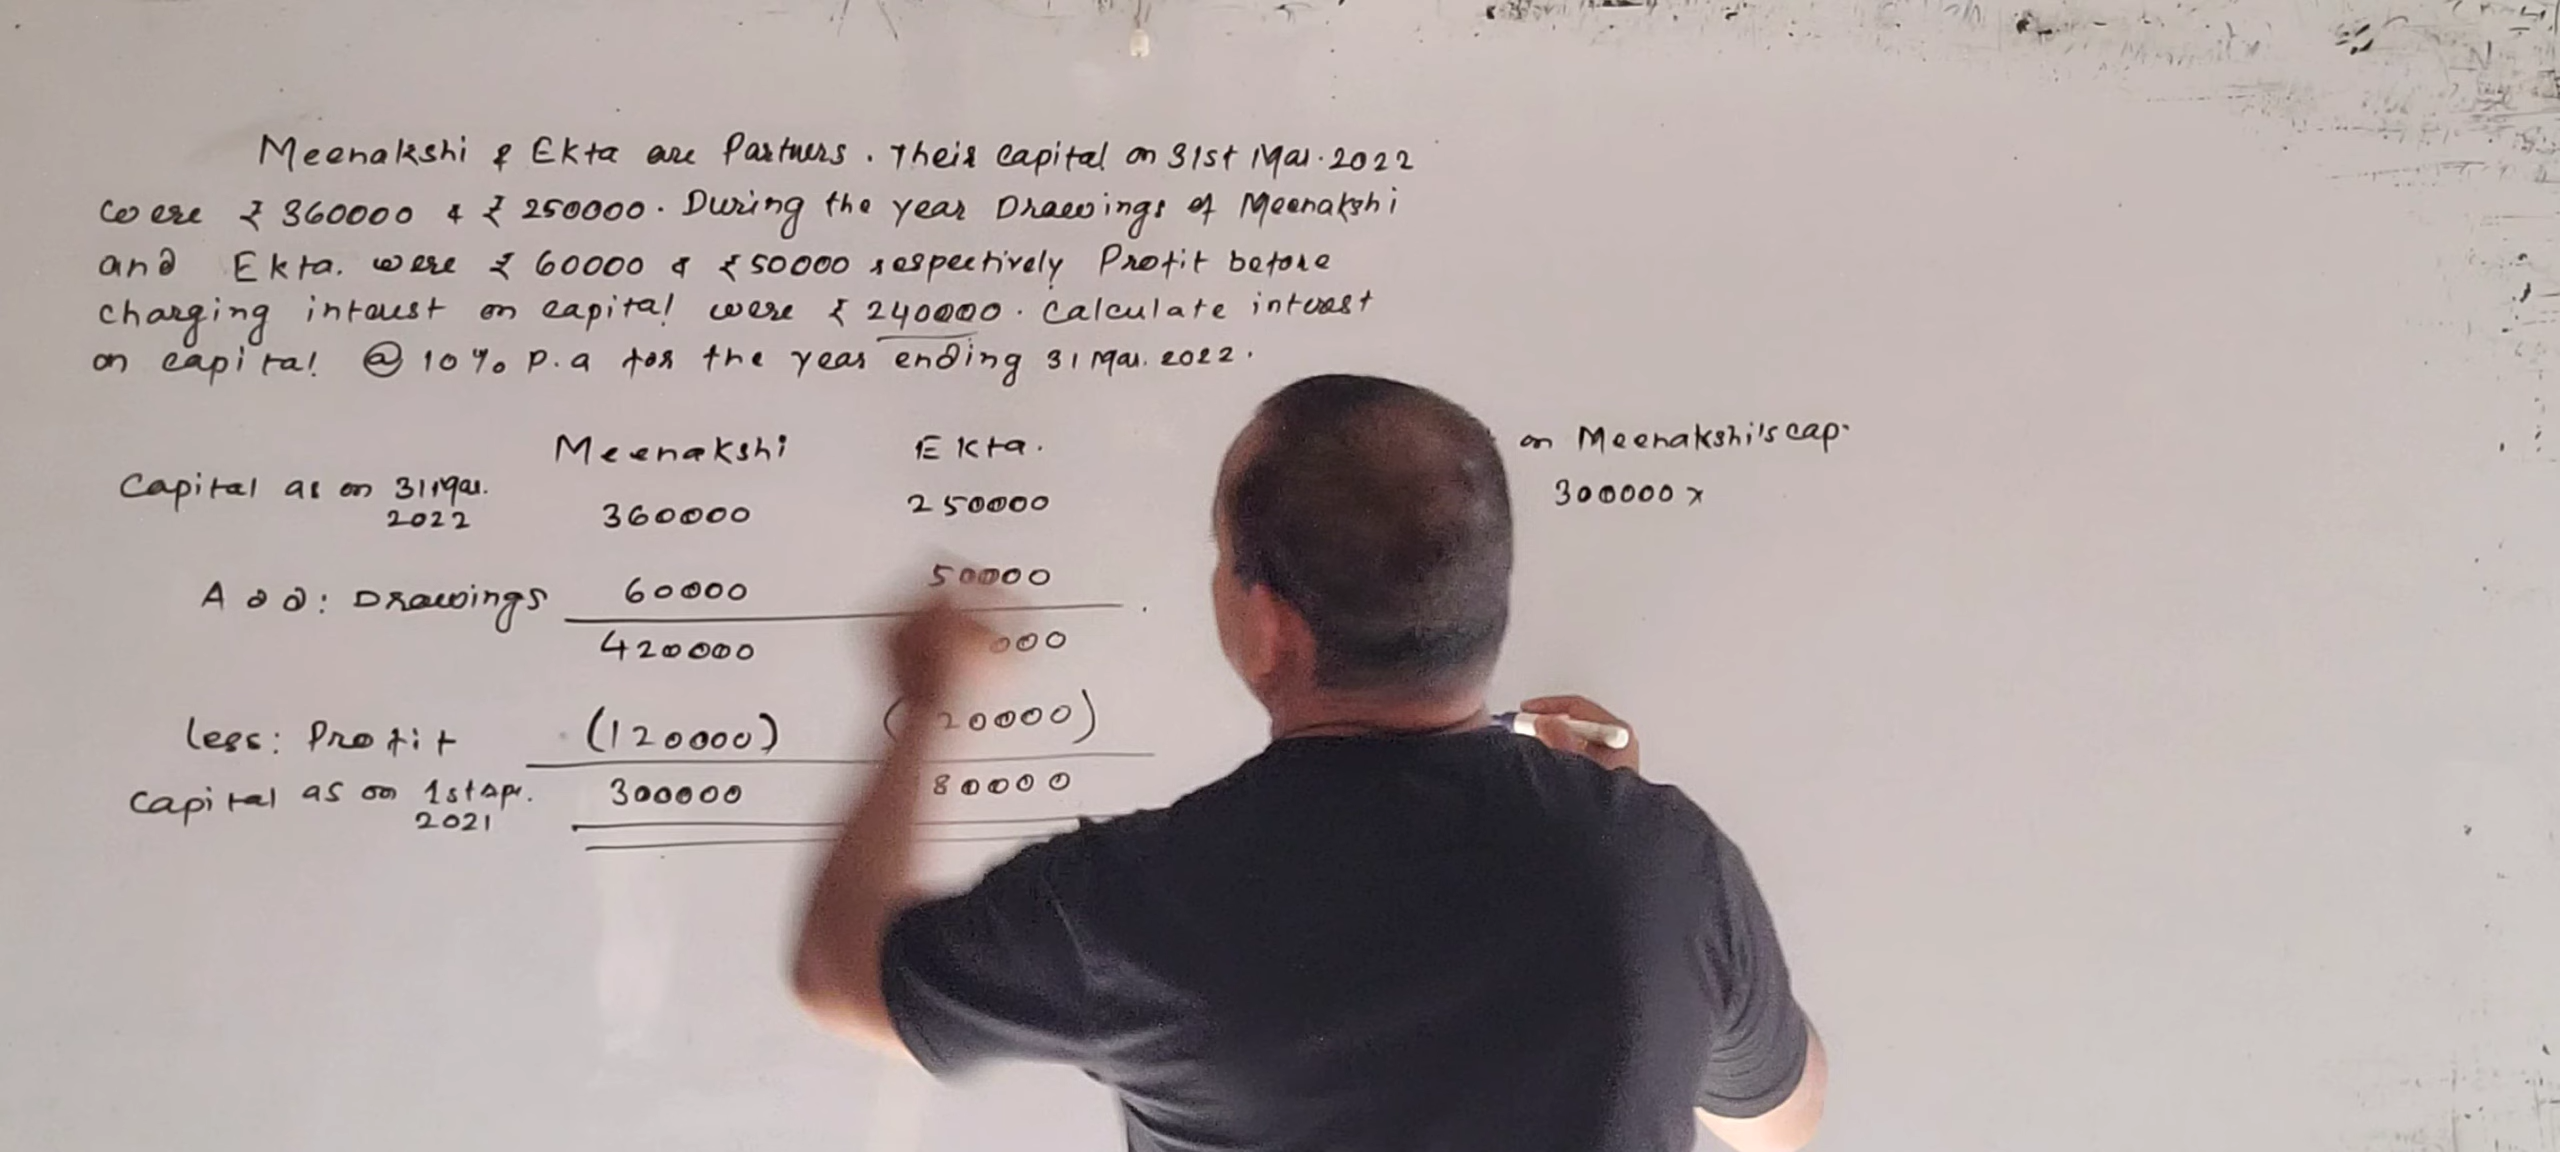 Meenakshi & Ekta are Partners. Their capital on 31st Mar. 2022
were ₹ 360000 & ₹ 250000. During the year Drawings of Meenakshi
and Ekta. were ₹ 60000 & ₹ 50000 respectively Profit before
charging interest on capital were ₹ 240000. Calculate interest
on capital @ 10% p.a for the year ending 31 Mar. 2022.
Meenakshi Ekta.
Capital as on 31 Mar. 2022 360000 250000
Add: Drawings 60000 50000
420000 000
less: Profit (120000) ( 20000)
Capital as on 1st Apr. 2021 300000 80000
on Meenakshi's cap.
300000 x